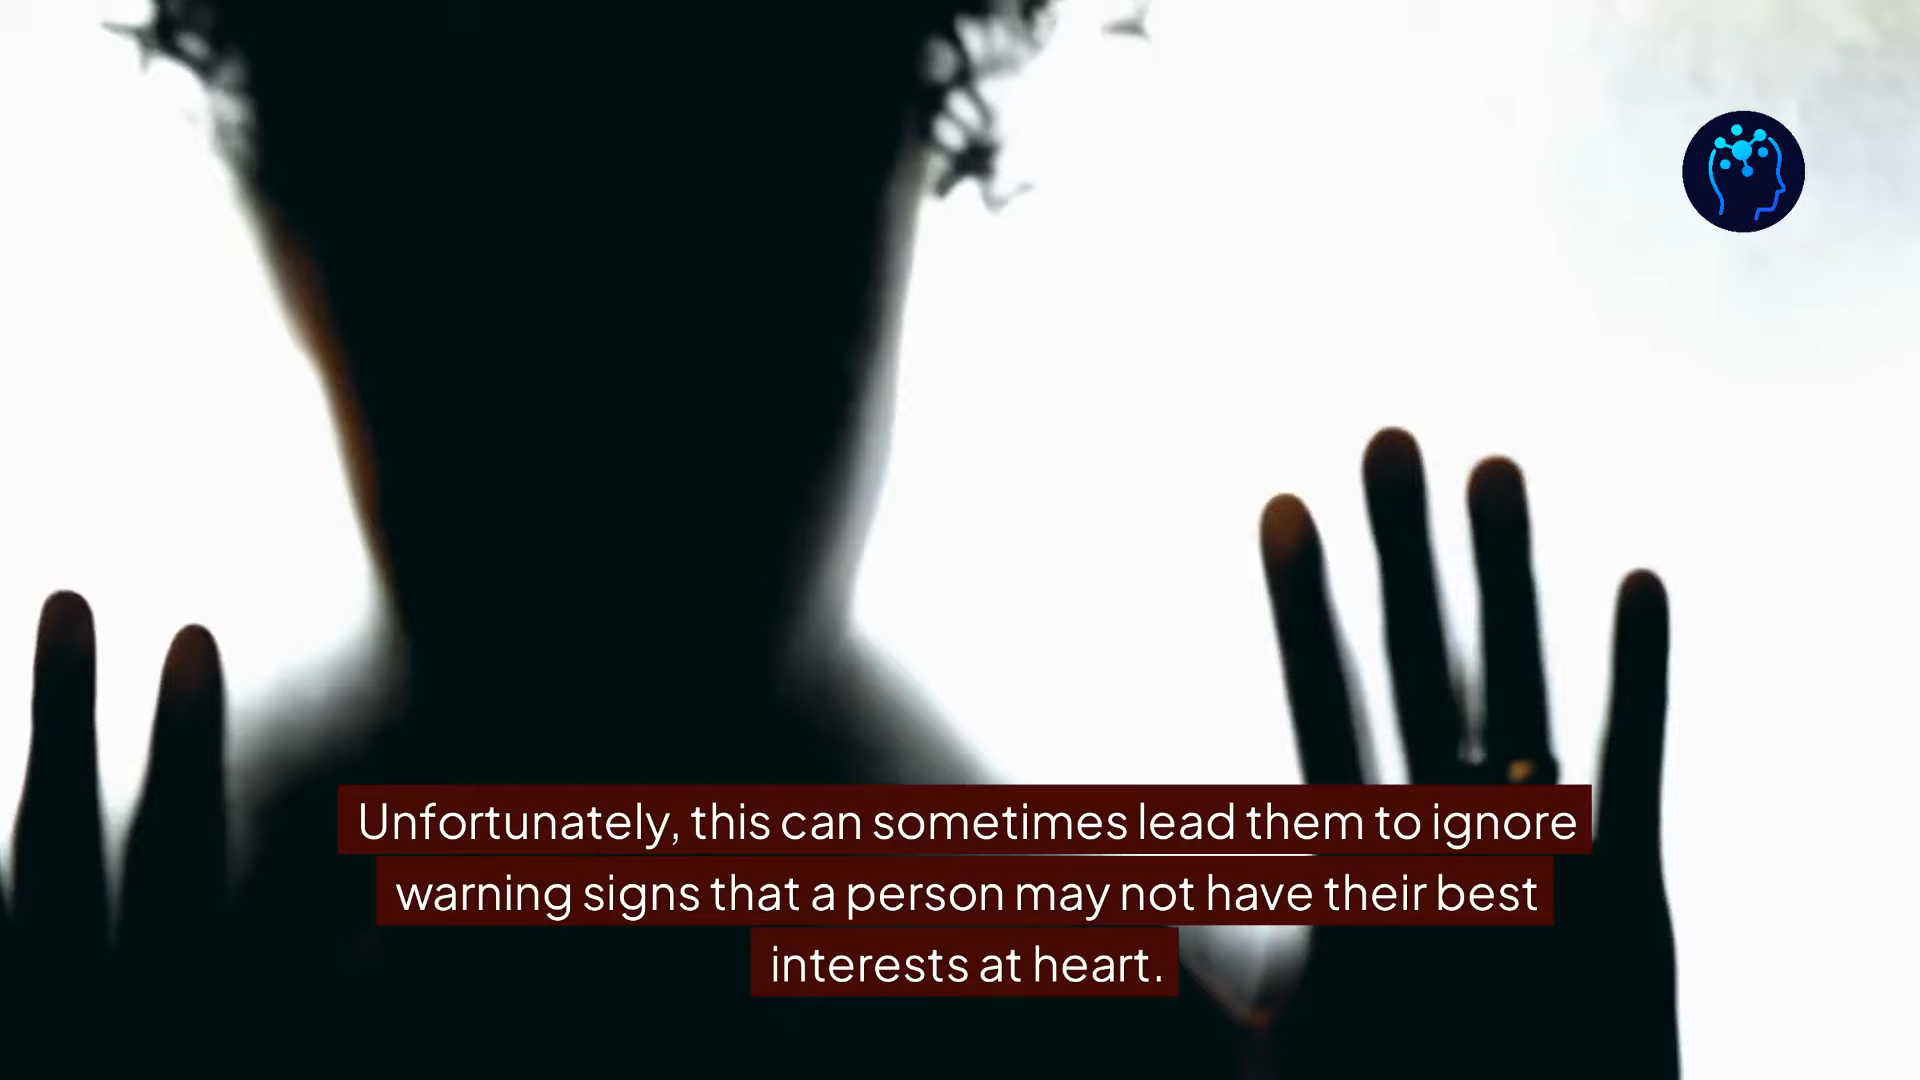 Unfortunately, this can sometimes lead them to ignore
warning signs that a person may not have their best
interests at heart.